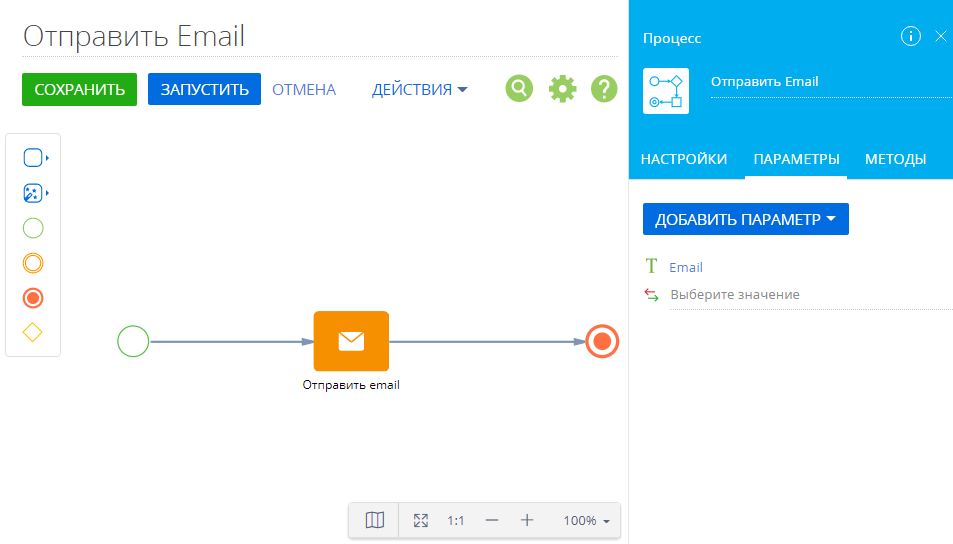 Отправить Email
СОХРАНИТЬ
ЗАПУСТИТЬ
ОТМЕНА
ДЕЙСТВИЯ
?
Отправить email
1:1
100%
Процесс
i
Отправить Email
НАСТРОЙКИ
ПАРАМЕТРЫ
МЕТОДЫ
ДОБАВИТЬ ПАРАМЕТР
T Email
Выберите значение